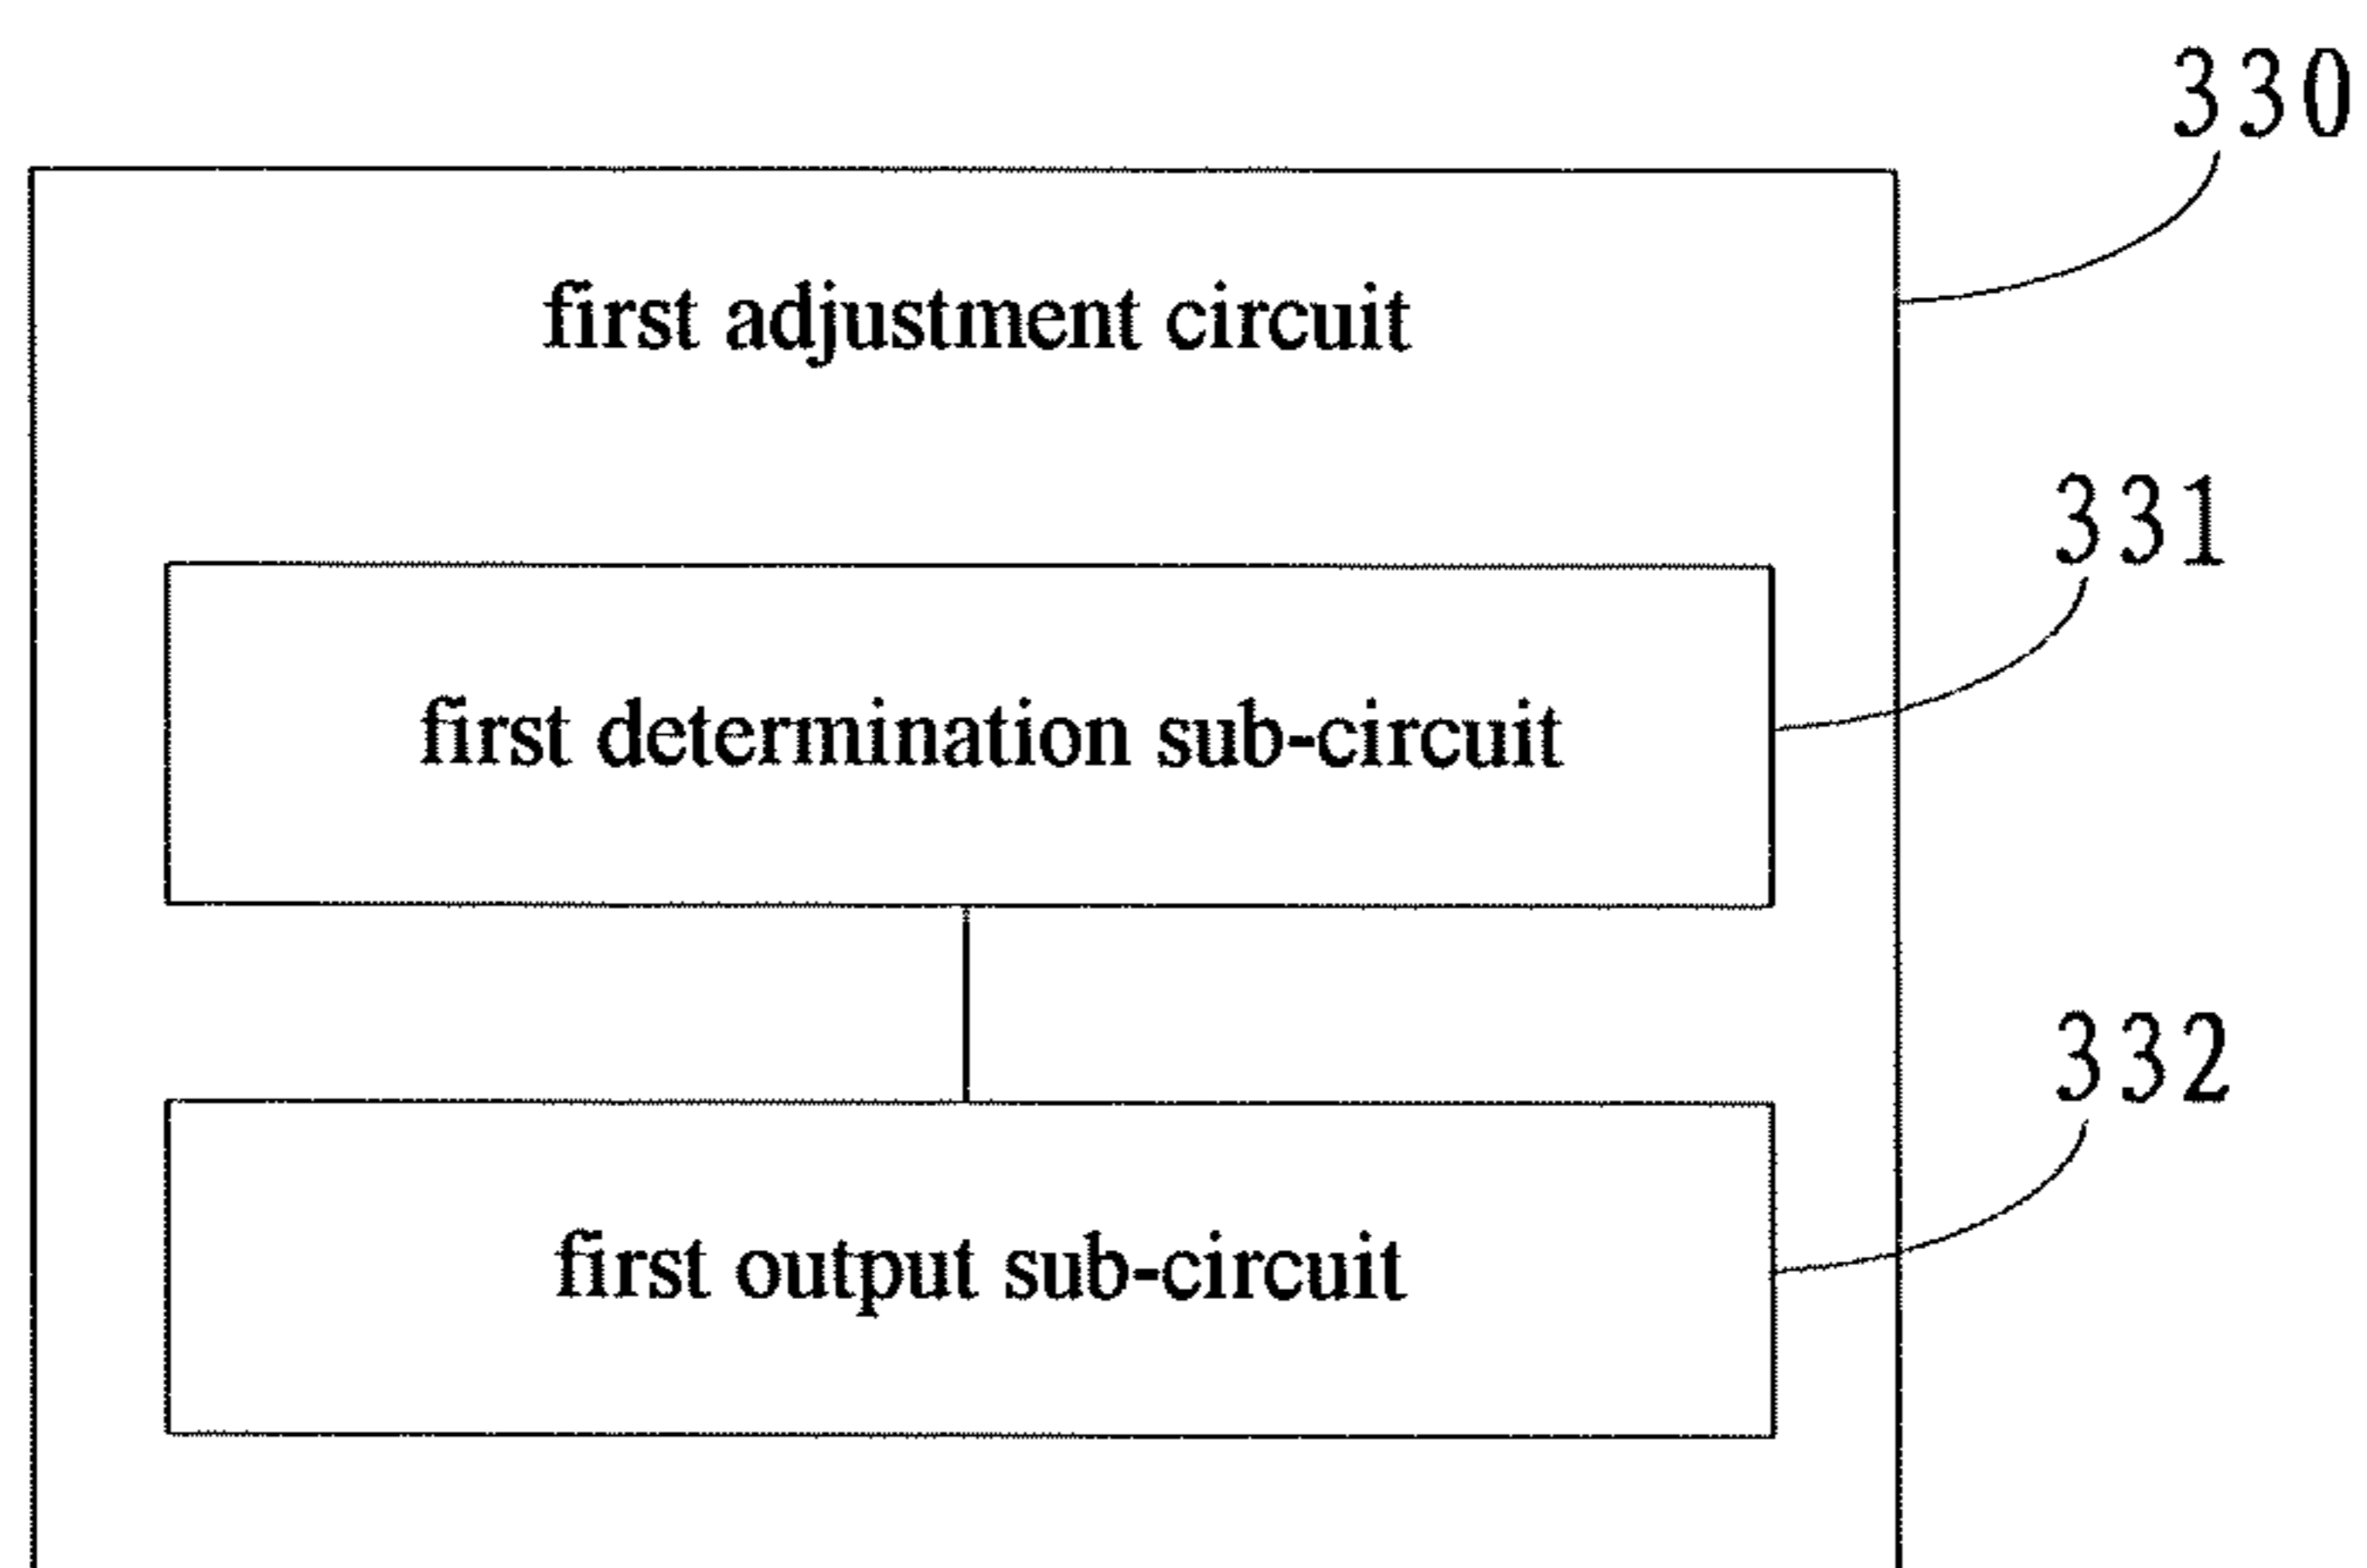 330
first adjustment circuit
331
first determination sub-circuit
332
first output sub-circuit